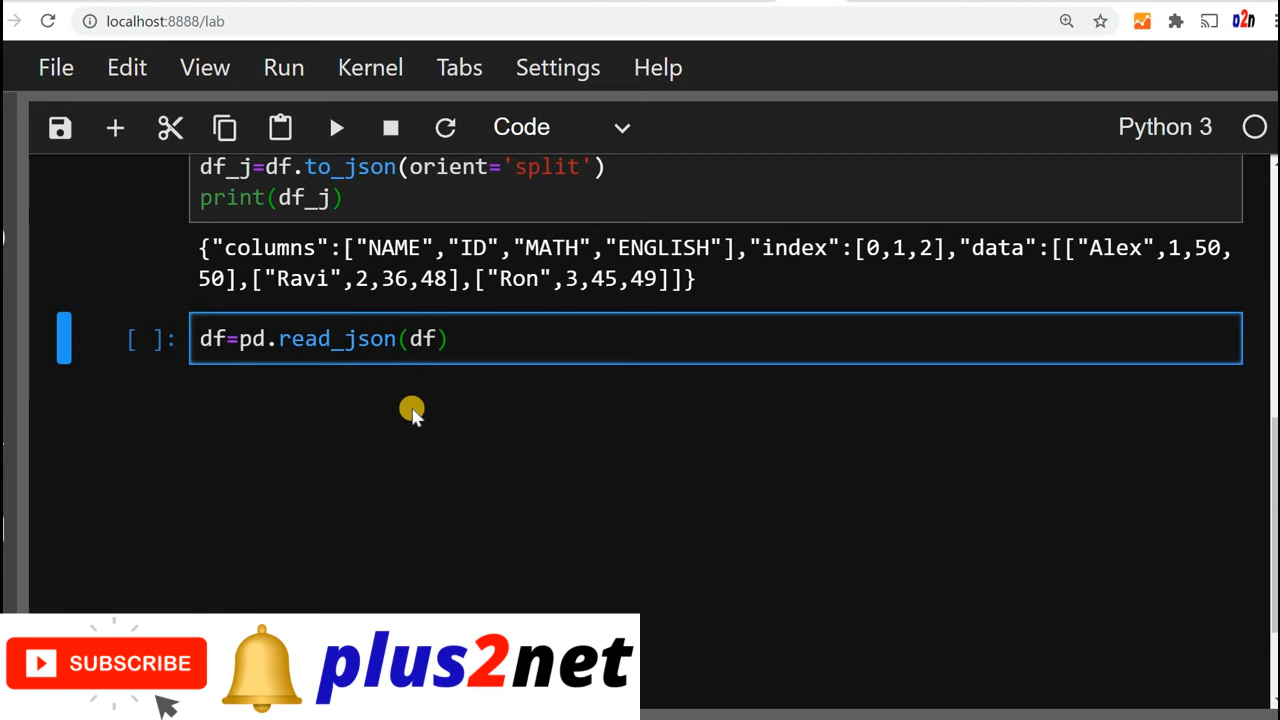 localhost:8888/lab
o2n
File Edit View Run Kernel Tabs Settings Help
Code Python 3
df_j=df.to_json(orient='split')
print(df_j)
{"columns":["NAME","ID","MATH","ENGLISH"],"index":[0,1,2],"data":[["Alex",1,50,
50],["Ravi",2,36,48],["Ron",3,45,49]]}
[ ]: df=pd.read_json(df)
SUBSCRIBE plus2net